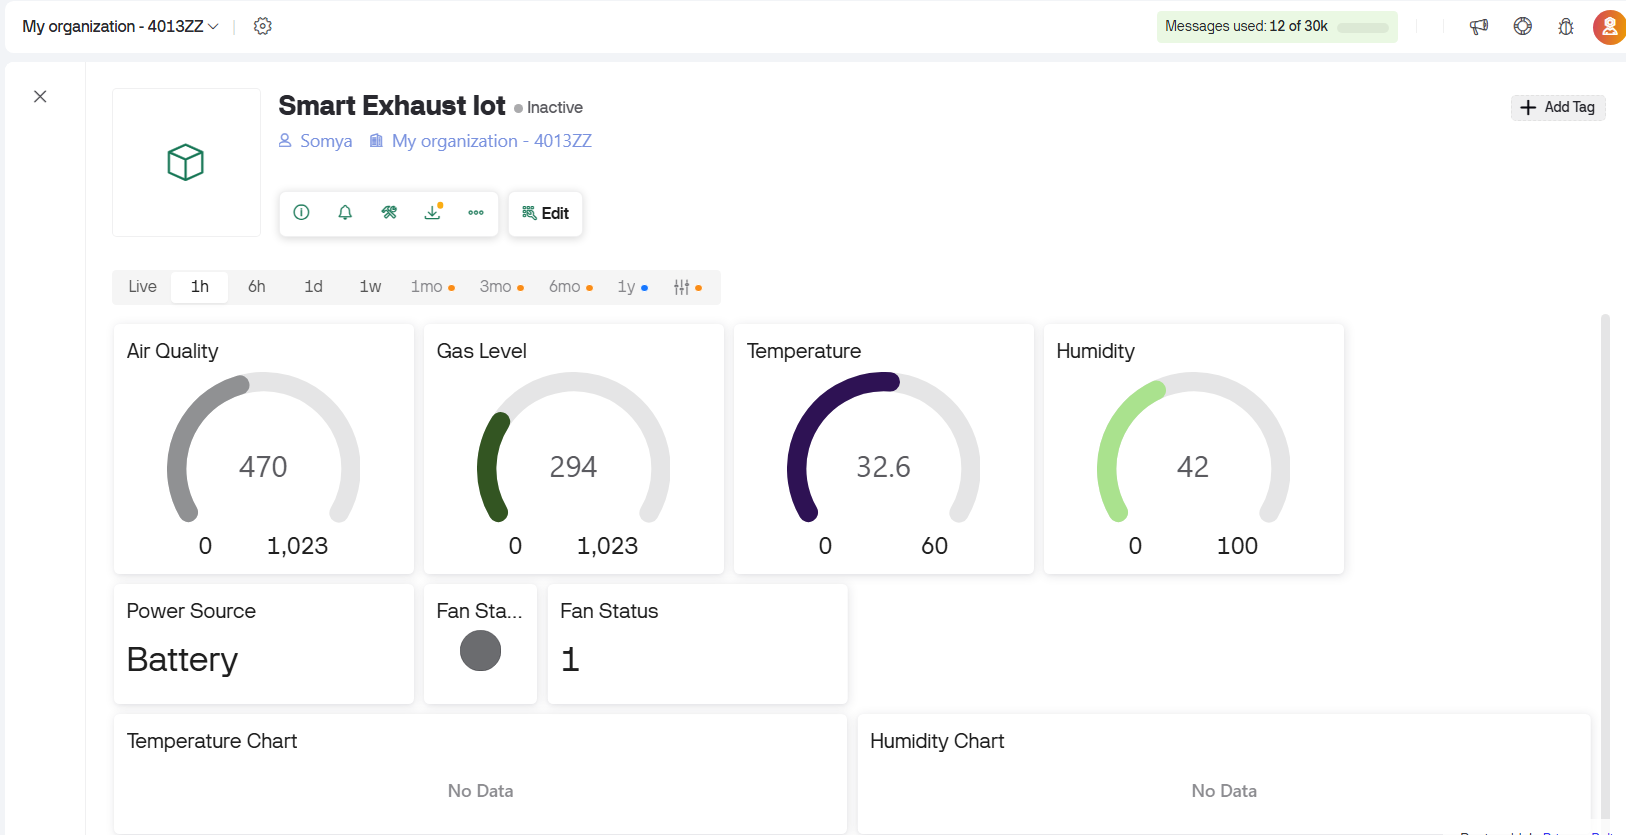 My organization - 4013ZZ
Messages used: 12 of 30k
Smart Exhaust Iot
Inactive
Add Tag
Somya
My organization - 4013ZZ
Edit
Live 1h 6h 1d 1w 1mo 3mo 6mo 1y
Air Quality
470
0 1,023
Gas Level
294
0 1,023
Temperature
32.6
0 60
Humidity
42
0 100
Power Source
Battery
Fan Sta...
Fan Status
1
Temperature Chart
No Data
Humidity Chart
No Data